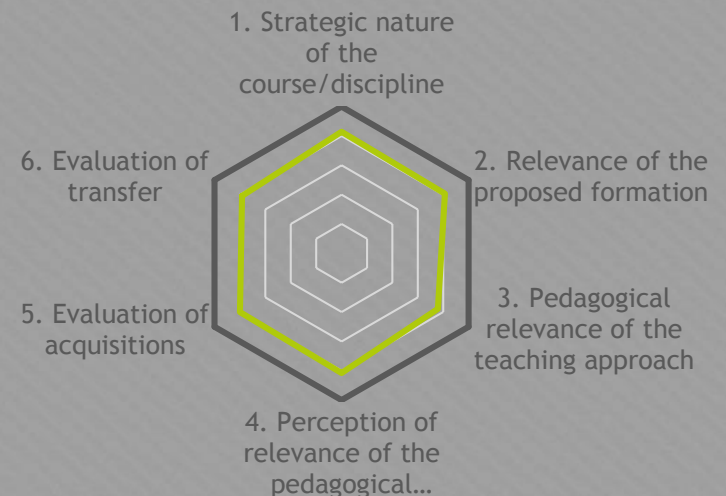 1. Strategic nature
of the
course/discipline
2. Relevance of the
proposed formation
3. Pedagogical
relevance of the
teaching approach
4. Perception of
relevance of the
pedagogical…
5. Evaluation of
acquisitions
6. Evaluation of
transfer